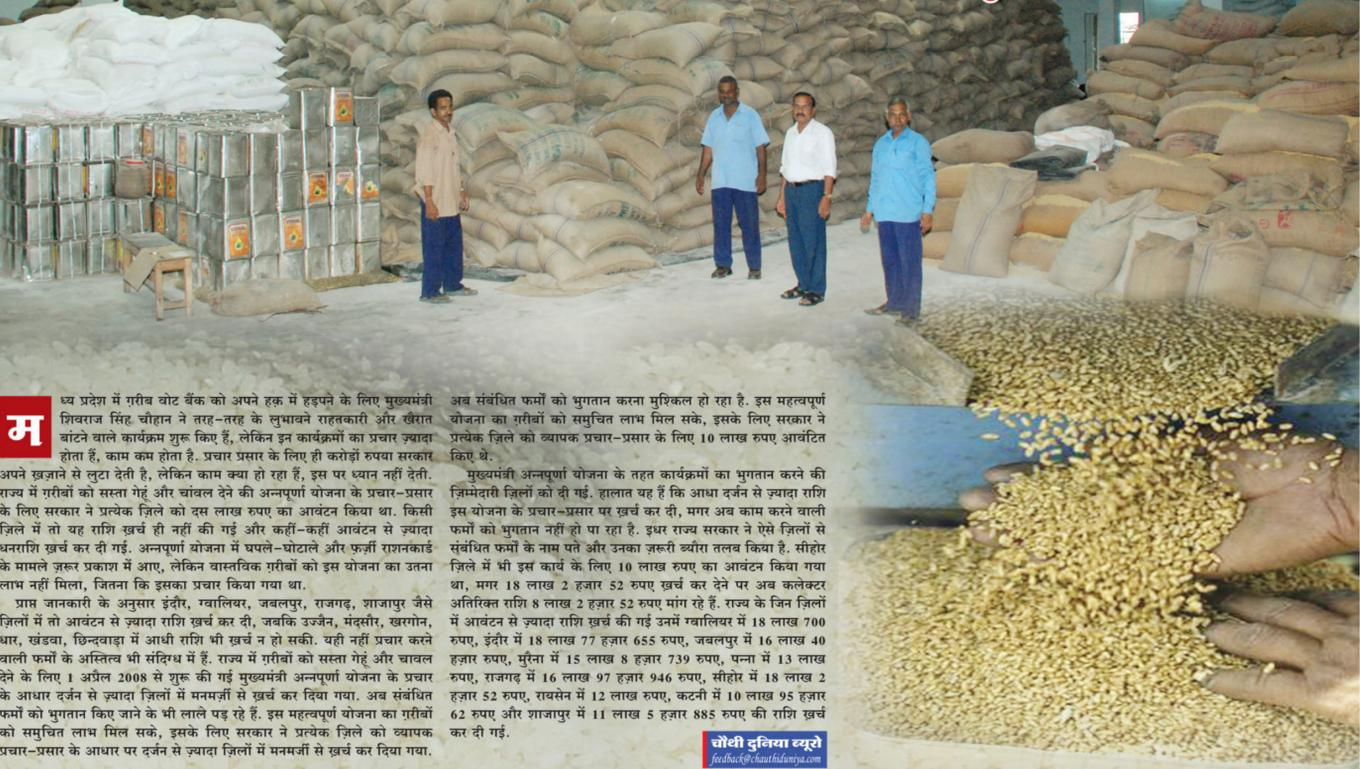 मध्य प्रदेश में ग़रीब वोट बैंक को अपने हक़ में हड़पने के लिए मुख्यमंत्री
शिवराज सिंह चौहान ने तरह-तरह के लुभावने राहतकारी और खैरात
बांटने वाले कार्यक्रम शुरू किए हैं, लेकिन इन कार्यक्रमों का प्रचार ज़्यादा
होता हैं, काम कम होता है. प्रचार प्रसार के लिए ही करोड़ों रुपया सरकार
अपने ख़ज़ाने से लुटा देती है, लेकिन काम क्या हो रहा हैं, इस पर ध्यान नहीं देती.
राज्य में ग़रीबों को सस्ता गेहूं और चांवल देने की अन्नपूर्णा योजना के प्रचार-प्रसार
के लिए सरकार ने प्रत्येक ज़िले को दस लाख रुपए का आवंटन किया था. किसी
ज़िले में तो यह राशि ख़र्च ही नहीं की गई और कहीं-कहीं आवंटन से ज़्यादा
धनराशि ख़र्च कर दी गई. अन्नपूर्णा योजना में घपले-घोटाले और फ़र्ज़ी राशनकार्ड
के मामले ज़रूर प्रकाश में आए, लेकिन वास्तविक ग़रीबों को इस योजना का उतना
लाभ नहीं मिला, जितना कि इसका प्रचार किया गया था.
प्राप्त जानकारी के अनुसार इंदौर, ग्वालियर, जबलपुर, राजगढ़, शाजापुर जैसे
ज़िलों में तो आवंटन से ज़्यादा राशि ख़र्च कर दी, जबकि उज्जैन, मंदसौर, खरगोन,
धार, खंडवा, छिन्दवाड़ा में आधी राशि भी ख़र्च न हो सकी. यही नहीं प्रचार करने
वाली फर्मों के अस्तित्व भी संदिग्ध में हैं. राज्य में ग़रीबों को सस्ता गेहूं और चावल
देने के लिए 1 अप्रैल 2008 से शुरू की गई मुख्यमंत्री अन्नपूर्णा योजना के प्रचार
के आधार दर्जन से ज़्यादा ज़िलों में मनमर्ज़ी से ख़र्च कर दिया गया. अब संबंधित
फर्मों को भुगतान किए जाने के भी लाले पड़ रहे हैं. इस महत्वपूर्ण योजना का ग़रीबों
को समुचित लाभ मिल सके, इसके लिए सरकार ने प्रत्येक ज़िले को व्यापक
प्रचार-प्रसार के आधार पर दर्जन से ज़्यादा ज़िलों में मनमर्जी से ख़र्च कर दिया गया.
अब संबंधित फर्मों को भुगतान करना मुश्किल हो रहा है. इस महत्वपूर्ण
योजना का ग़रीबों को समुचित लाभ मिल सके, इसके लिए सरकार ने
प्रत्येक ज़िले को व्यापक प्रचार-प्रसार के लिए 10 लाख रुपए आवंटित
किए थे.
मुख्यमंत्री अन्नपूर्णा योजना के तहत कार्यक्रमों का भुगतान करने की
ज़िम्मेदारी ज़िलों को दी गई. हालात यह हैं कि आधा दर्जन से ज़्यादा राशि
इस योजना के प्रचार-प्रसार पर ख़र्च कर दी, मगर अब काम करने वाली
फर्मों को भुगतान नहीं हो पा रहा है. इधर राज्य सरकार ने ऐसे ज़िलों से
संबंधित फर्मों के नाम पते और उनका ज़रूरी ब्यौरा तलब किया है. सीहोर
ज़िले में भी इस कार्य के लिए 10 लाख रुपए का आवंटन किया गया
था, मगर 18 लाख 2 हज़ार 52 रुपए ख़र्च कर देने पर अब कलेक्टर
अतिरिक्त राशि 8 लाख 2 हज़ार 52 रुपए मांग रहे हैं. राज्य के जिन ज़िलों
में आवंटन से ज़्यादा राशि ख़र्च की गई उनमें ग्वालियर में 18 लाख 700
रुपए, इंदौर में 18 लाख 77 हज़ार 655 रुपए, जबलपुर में 16 लाख 40
हज़ार रुपए, मुरैना में 15 लाख 8 हज़ार 739 रुपए, पन्ना में 13 लाख
रुपए, राजगढ़ में 16 लाख 97 हज़ार 946 रुपए, सीहोर में 18 लाख 2
हज़ार 52 रुपए, रायसेन में 12 लाख रुपए, कटनी में 10 लाख 95 हज़ार
62 रुपए और शाजापुर में 11 लाख 5 हज़ार 885 रुपए की राशि ख़र्च
कर दी गई.
चौथी दुनिया ब्यूरो
feedback@chauthiduniya.com